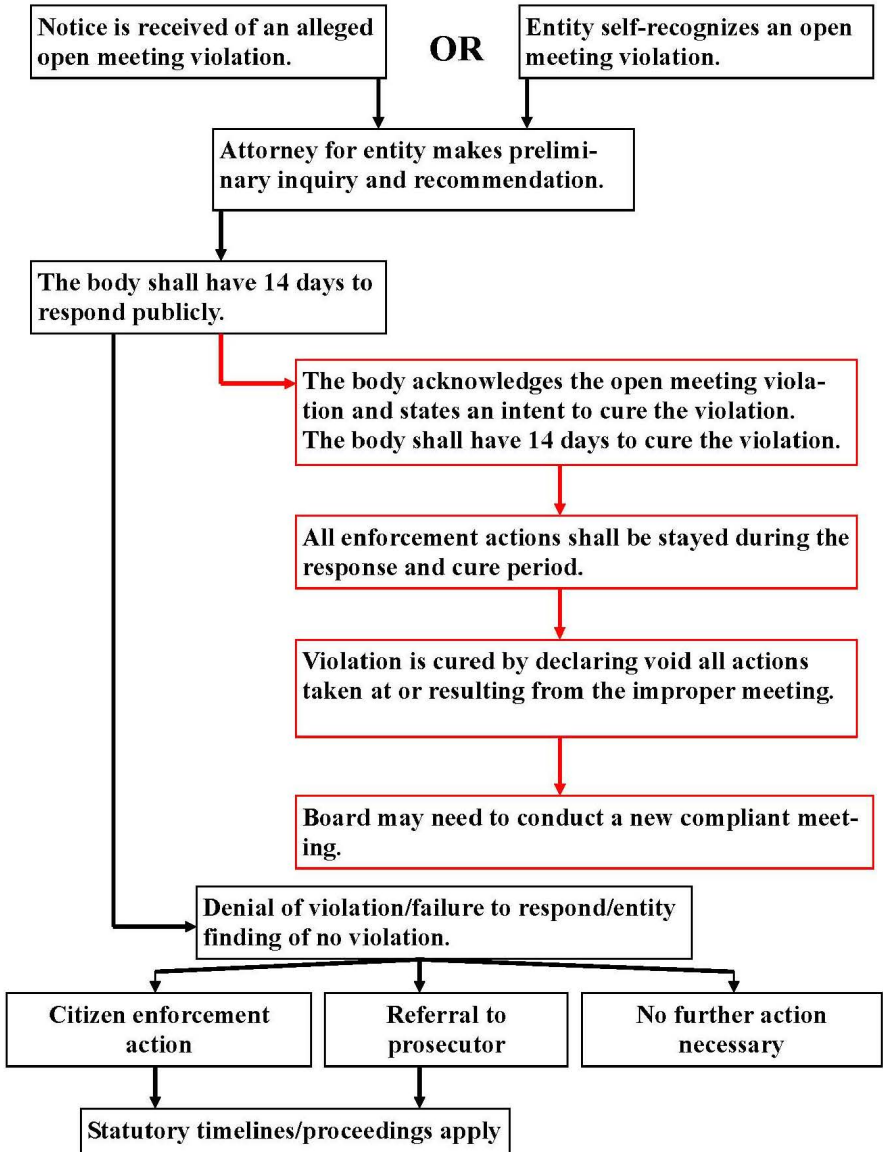 Notice is received of an alleged
open meeting violation.
OR
Entity self-recognizes an open
meeting violation.
Attorney for entity makes prelimi-
nary inquiry and recommendation.
The body shall have 14 days to
respond publicly.
The body acknowledges the open meeting viola-
tion and states an intent to cure the violation.
The body shall have 14 days to cure the violation.
All enforcement actions shall be stayed during the
response and cure period.
Violation is cured by declaring void all actions
taken at or resulting from the improper meeting.
Board may need to conduct a new compliant meet-
ing.
Denial of violation/failure to respond/entity
finding of no violation.
Citizen enforcement
action
Referral to
prosecutor
No further action
necessary
Statutory timelines/proceedings apply